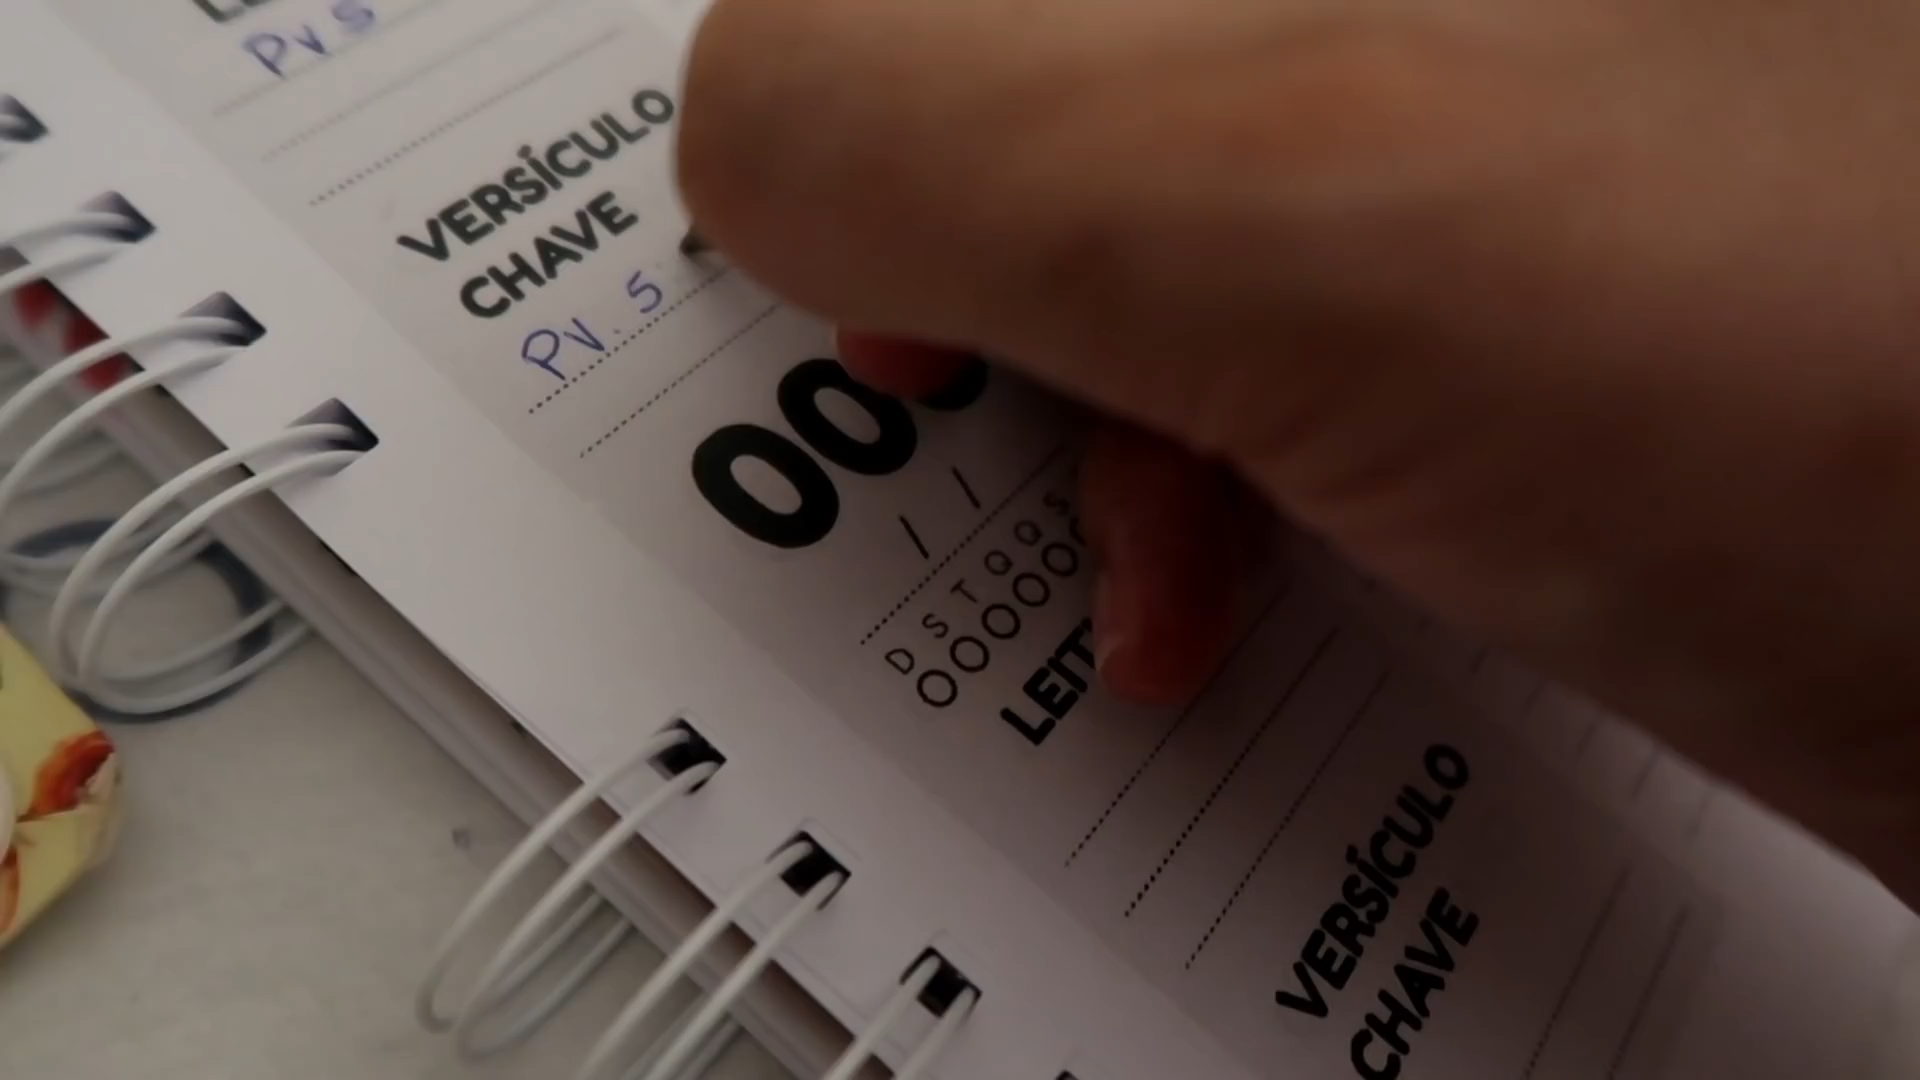 Pv 5
VERSÍCULO
CHAVE
Pv. 5
00
/ /
D S T Q Q S
VERSÍCULO
CHAVE